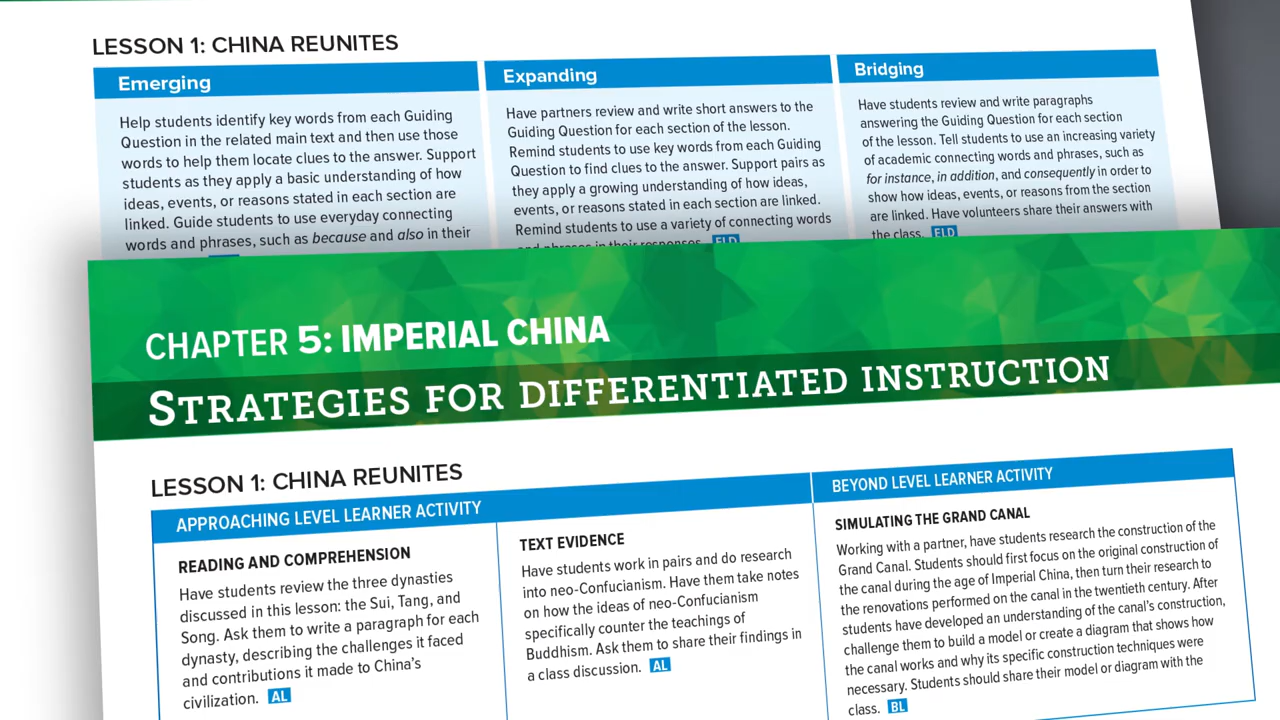 LESSON 1: CHINA REUNITES
Emerging
Help students identify key words from each Guiding
Question in the related main text and then use those
words to help them locate clues to the answer. Support
students as they apply a basic understanding of how
ideas, events, or reasons stated in each section are
linked. Guide students to use everyday connecting
words and phrases, such as because and also in their
Expanding
Have partners review and write short answers to the
Guiding Question for each section of the lesson.
Remind students to use key words from each Guiding
Question to find clues to the answer. Support pairs as
they apply a growing understanding of how ideas,
events, or reasons stated in each section are linked.
Remind students to use a variety of connecting words
and phrases in their responses. ELD
Bridging
Have students review and write paragraphs
answering the Guiding Question for each section
of the lesson. Tell students to use an increasing variety
of academic connecting words and phrases, such as
for instance, in addition, and consequently in order to
show how ideas, events, or reasons from the section
are linked. Have volunteers share their answers with
the class. ELD
CHAPTER 5: IMPERIAL CHINA
STRATEGIES FOR DIFFERENTIATED INSTRUCTION
LESSON 1: CHINA REUNITES
APPROACHING LEVEL LEARNER ACTIVITY
READING AND COMPREHENSION
Have students review the three dynasties
discussed in this lesson: the Sui, Tang, and
Song. Ask them to write a paragraph for each
dynasty, describing the challenges it faced
and contributions it made to China's
civilization. AL
TEXT EVIDENCE
Have students work in pairs and do research
into neo-Confucianism. Have them take notes
on how the ideas of neo-Confucianism
specifically counter the teachings of
Buddhism. Ask them to share their findings in
a class discussion. AL
BEYOND LEVEL LEARNER ACTIVITY
SIMULATING THE GRAND CANAL
Working with a partner, have students research the construction of the
Grand Canal. Students should first focus on the original construction of
the canal during the age of Imperial China, then turn their research to
the renovations performed on the canal in the twentieth century. After
students have developed an understanding of the canal's construction,
challenge them to build a model or create a diagram that shows how
the canal works and why its specific construction techniques were
necessary. Students should share their model or diagram with the
class. BL